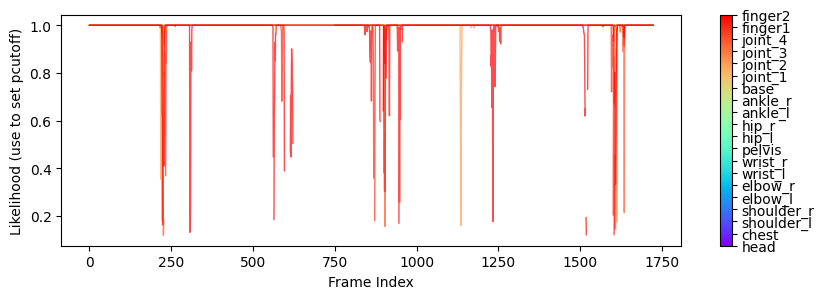 Likelihood (use to set pcutoff)
1.0
0.8
0.6
0.4
0.2
0
250
500
750
1000
1250
1500
1750
Frame Index
finger2
finger1
joint_4
joint_3
joint_2
joint_1
base
ankle_r
ankle_l
hip_r
hip_l
pelvis
wrist_r
wrist_l
elbow_r
elbow_l
shoulder_r
shoulder_l
chest
head